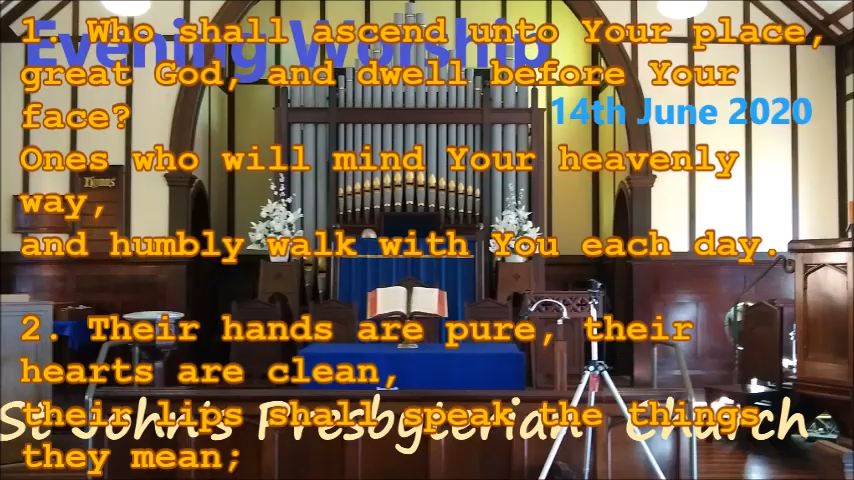 1. Who shall ascend unto Your place,
Evening Worship
great God, and dwell before Your
14th June 2020
face?
Ones who will mind Your heavenly
way,
Hymns
and humbly walk with You each day.
2. Their hands are pure, their
hearts are clean,
their lips shall speak the things
St John's Presbyterian Church
they mean;